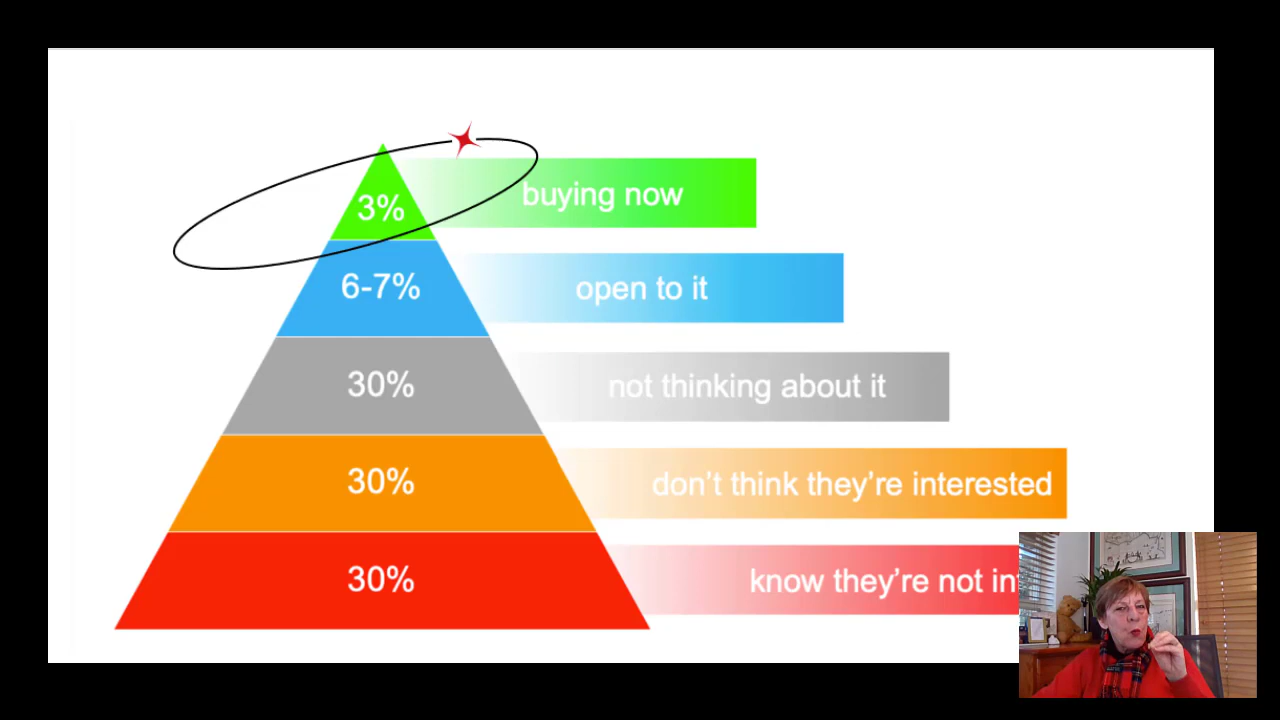 3%
buying now
6-7%
open to it
30%
not thinking about it
30%
don't think they're interested
30%
know they're not